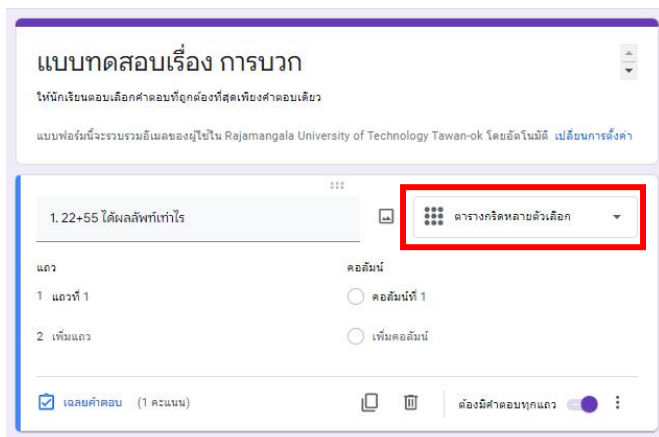 แบบทดสอบเรื่อง การบวก
ให้นักเรียนตอบเลือกคำตอบที่ถูกต้องที่สุดเพียงคำตอบเดียว
แบบฟอร์มนี้จะรวบรวมอีเมลของผู้ใช้ใน Rajamangala University of Technology Tawan-ok โดยอัตโนมัติ เปลี่ยนการตั้งค่า
1. 22+55 ได้ผลลัพท์เท่าไร
ตารางกริดหลายตัวเลือก
แถว
คอลัมน์
1 แถวที่ 1
คอลัมน์ที่ 1
2 เพิ่มแถว
เพิ่มคอลัมน์
เฉลยคำตอบ (1 คะแนน)
ต้องมีคำตอบทุกแถว